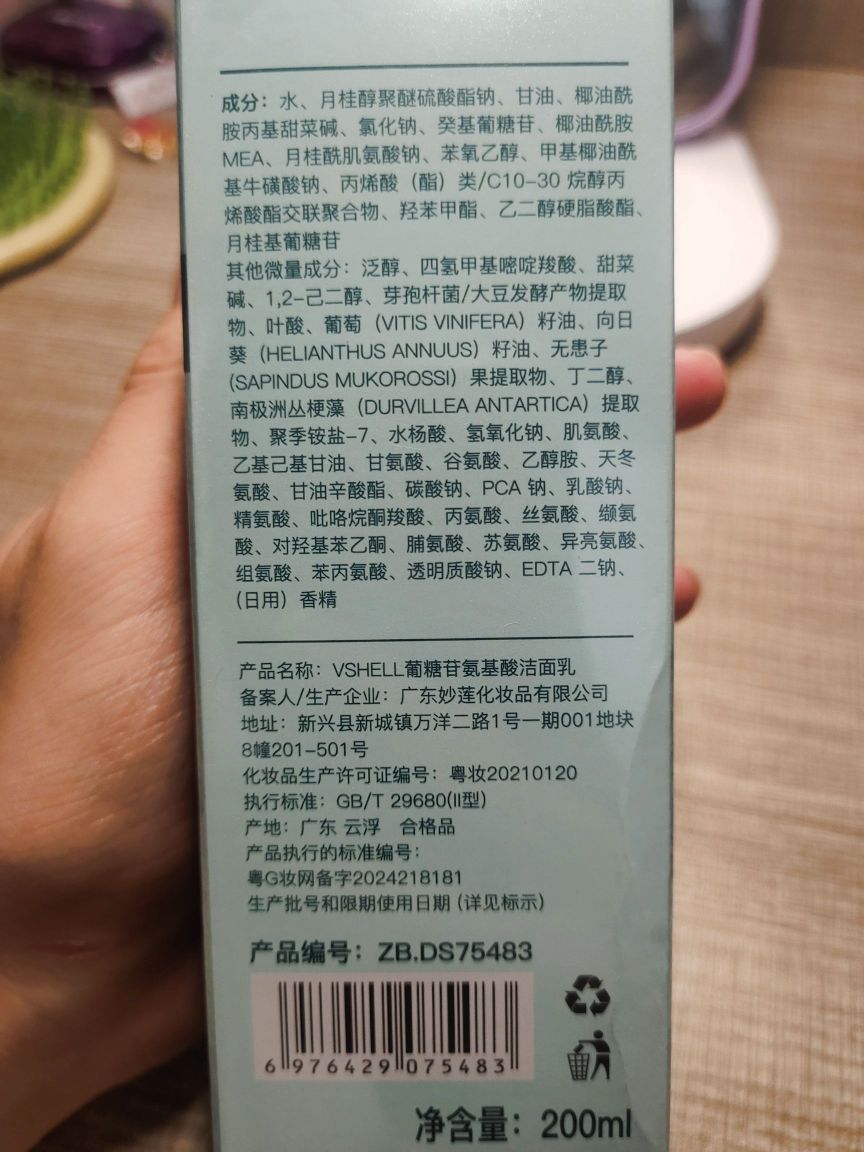 成分：水、月桂醇聚醚硫酸酯钠、甘油、椰油酰
胺丙基甜菜碱、氯化钠、癸基葡糖苷、椰油酰胺
MEA、月桂酰肌氨酸钠、苯氧乙醇、甲基椰油酰
基牛磺酸钠、丙烯酸（酯）类/C10-30 烷醇丙
烯酸酯交联聚合物、羟苯甲酯、乙二醇硬脂酸酯、
月桂基葡糖苷
其他微量成分：泛醇、四氢甲基嘧啶羧酸、甜菜
碱、1,2-己二醇、芽孢杆菌/大豆发酵产物提取
物、叶酸、葡萄（VITIS VINIFERA）籽油、向日
葵（HELIANTHUS ANNUUS）籽油、无患子
(SAPINDUS MUKOROSSI）果提取物、丁二醇、
南极洲丛梗藻（DURVILLEA ANTARTICA）提取
物、聚季铵盐-7、水杨酸、氢氧化钠、肌氨酸、
乙基己基甘油、甘氨酸、谷氨酸、乙醇胺、天冬
氨酸、甘油辛酸酯、碳酸钠、PCA 钠、乳酸钠、
精氨酸、吡咯烷酮羧酸、丙氨酸、丝氨酸、缬氨
酸、对羟基苯乙酮、脯氨酸、苏氨酸、异亮氨酸、
组氨酸、苯丙氨酸、透明质酸钠、EDTA 二钠、
（日用）香精
产品名称：VSHELL葡糖苷氨基酸洁面乳
备案人/生产企业：广东妙莲化妆品有限公司
地址：新兴县新城镇万洋二路1号一期001地块
8幢201-501号
化妆品生产许可证编号：粤妆20210120
执行标准：GB/T 29680(II型)
产地：广东 云浮 合格品
产品执行的标准编号：
粤G妆网备字2024218181
生产批号和限期使用日期（详见标示）
产品编号：ZB.DS75483
6 976429 075483
净含量：200ml